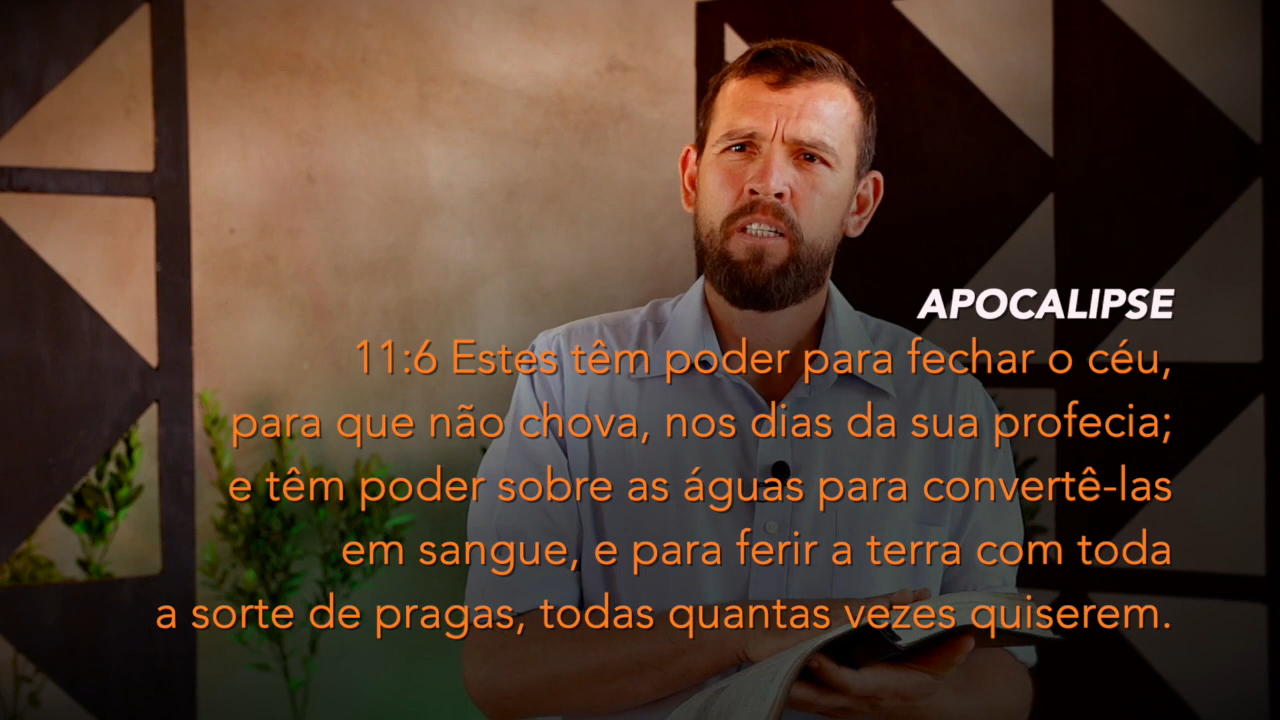 APOCALIPSE
11:6 Estes têm poder para fechar o céu,
para que não chova, nos dias da sua profecia;
e têm poder sobre as águas para convertê-las
em sangue, e para ferir a terra com toda
a sorte de pragas, todas quantas vezes quiserem.